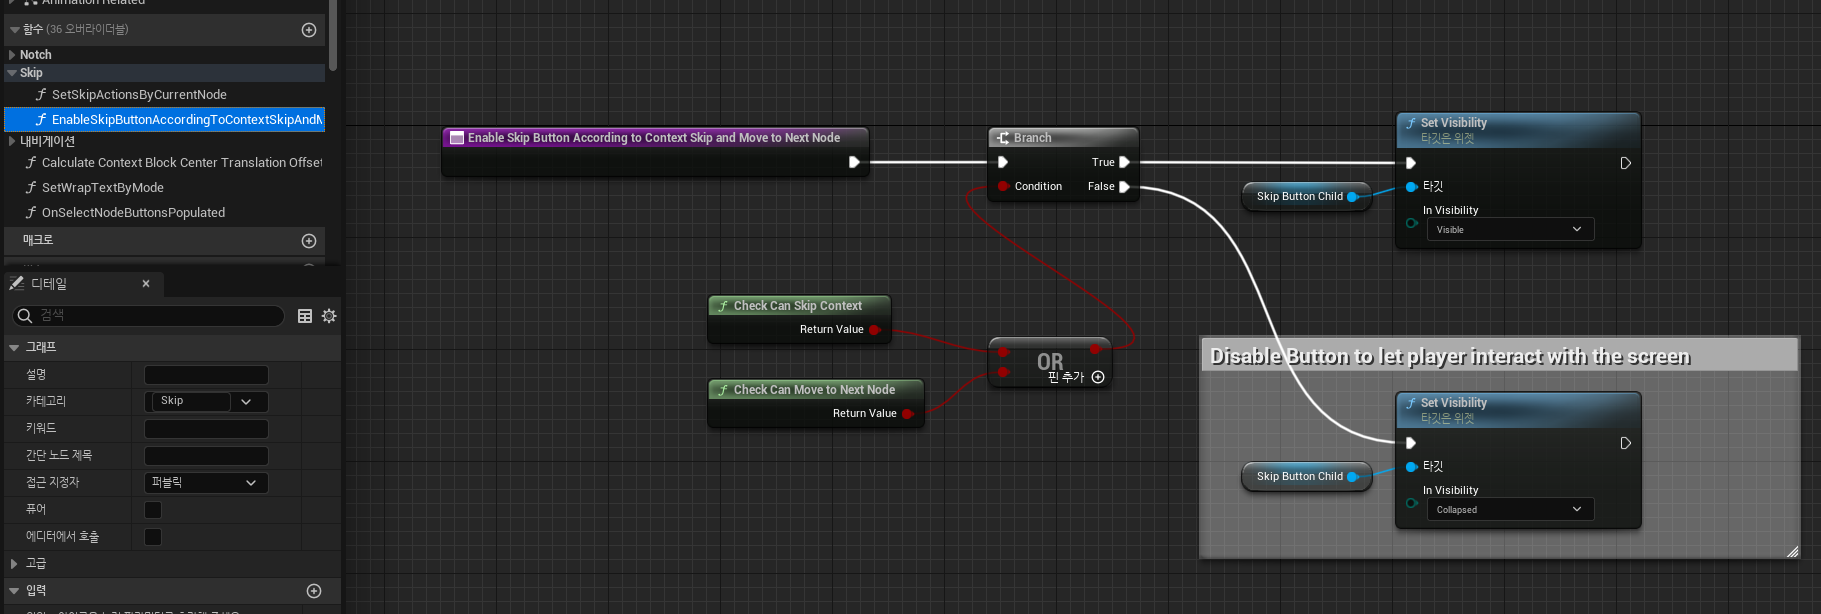 Animation Related
함수 (36 오버라이더블)
Notch
Skip
SetSkipActionsByCurrentNode
EnableSkipButtonAccordingToContextSkipAndM
내비게이션
Calculate Context Block Center Translation Offset
SetWrapTextByMode
OnSelectNodeButtonsPopulated
매크로
디테일
검색
그래프
설명
카테고리
Skip
키워드
간단 노드 제목
접근 지정자
퍼블릭
퓨어
에디터에서 호출
고급
입력
Enable Skip Button According to Context Skip and Move to Next Node
Branch
True
Condition
False
Set Visibility
타깃은 위젯
Skip Button Child
타깃
In Visibility
Visible
Check Can Skip Context
Return Value
OR
핀 추가
Check Can Move to Next Node
Return Value
Disable Button to let player interact with the screen
Set Visibility
타깃은 위젯
Skip Button Child
타깃
In Visibility
Collapsed